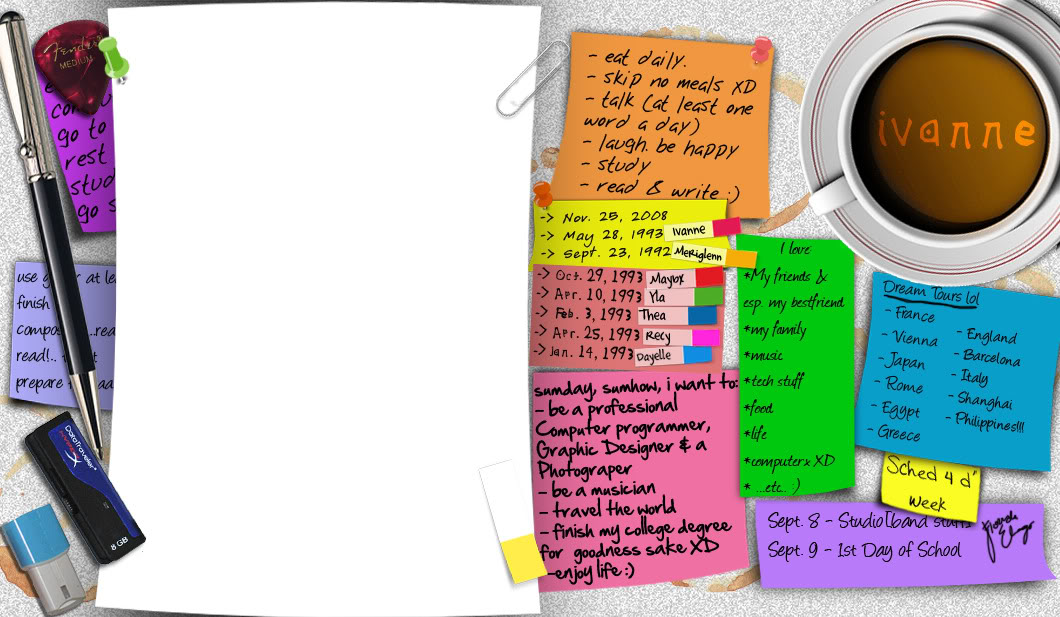 Fender
MEDIUM
go to
rest
stud
go s
use g
at le
finish
compos
...rea
read!..
prepare
aa
DataTraveler
HYPERX
8 GB
- eat daily.
- skip no meals XD
- talk (at least one
word a day)
- laugh. be happy
- study
- read & write :)
-> Nov. 25, 2008
-> May 28, 1993 Ivanne
-> Sept. 23, 1992 Meriglenn
-> Oct. 29, 1993 Maybx
-> Apr. 10, 1993 Yla
-> Feb. 3, 1993 Thea
-> Apr. 25, 1993 Recy
-> Jan. 14, 1993 Dayelle
sumday, sumhow, i want to:
- be a professional
Computer programmer,
Graphic Designer & a
Photograper
- be a musician
- travel the world
- finish my college degree
for goodness sake XD
-enjoy life :)
I love
*My friends &
esp. my bestfriend
*my family
*music
*tech stuff
*food
*life
*computerx XD
* ...etc.. :)
ivanne
Dream Tours lol
- France
- Vienna
- Japan
- Rome
- Egypt
- Greece
- England
- Barcelona
- Italy
- Shanghai
- Philippines!!!
Sched 4 d'
week
Sept. 8 - Studio[band stuffs
Sept. 9 - 1st Day of School